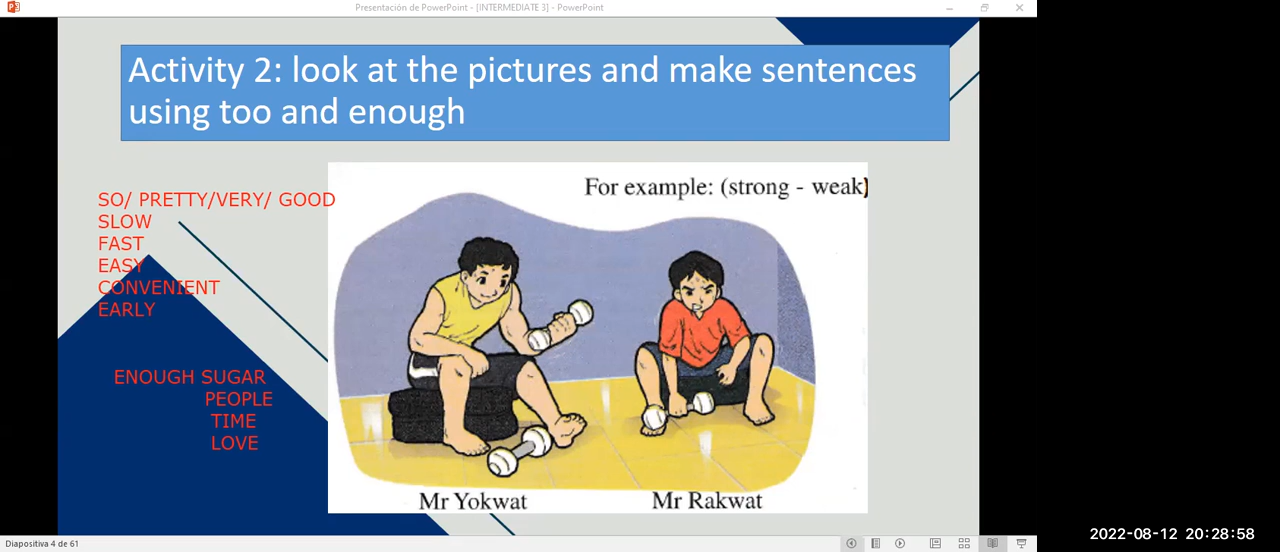 Presentación de PowerPoint - [INTERMEDIATE 3] - PowerPoint
Activity 2: look at the pictures and make sentences
using too and enough
For example: (strong - weak)
SO/ PRETTY/VERY/ GOOD
SLOW
FAST
EASY
CONVENIENT
EARLY
ENOUGH SUGAR
PEOPLE
TIME
LOVE
Mr Yokwat
Mr Rakwat
Diapositiva 4 de 61
2022-08-12 20:28:58